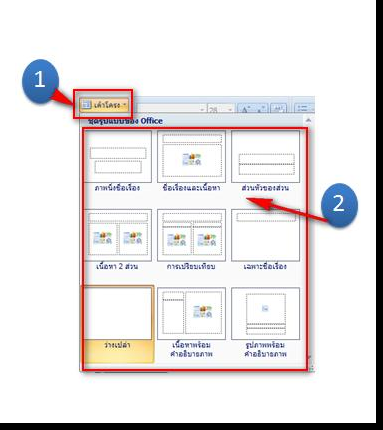 1
เค้าโครง
28
ชุดรูปแบบของ Office
ภาพนิ่งชื่อเรื่อง
ชื่อเรื่องและเนื้อหา
ส่วนหัวของส่วน
2
เนื้อหา 2 ส่วน
การเปรียบเทียบ
เฉพาะชื่อเรื่อง
ว่างเปล่า
เนื้อหาพร้อม
คำอธิบายภาพ
รูปภาพพร้อม
คำอธิบายภาพ